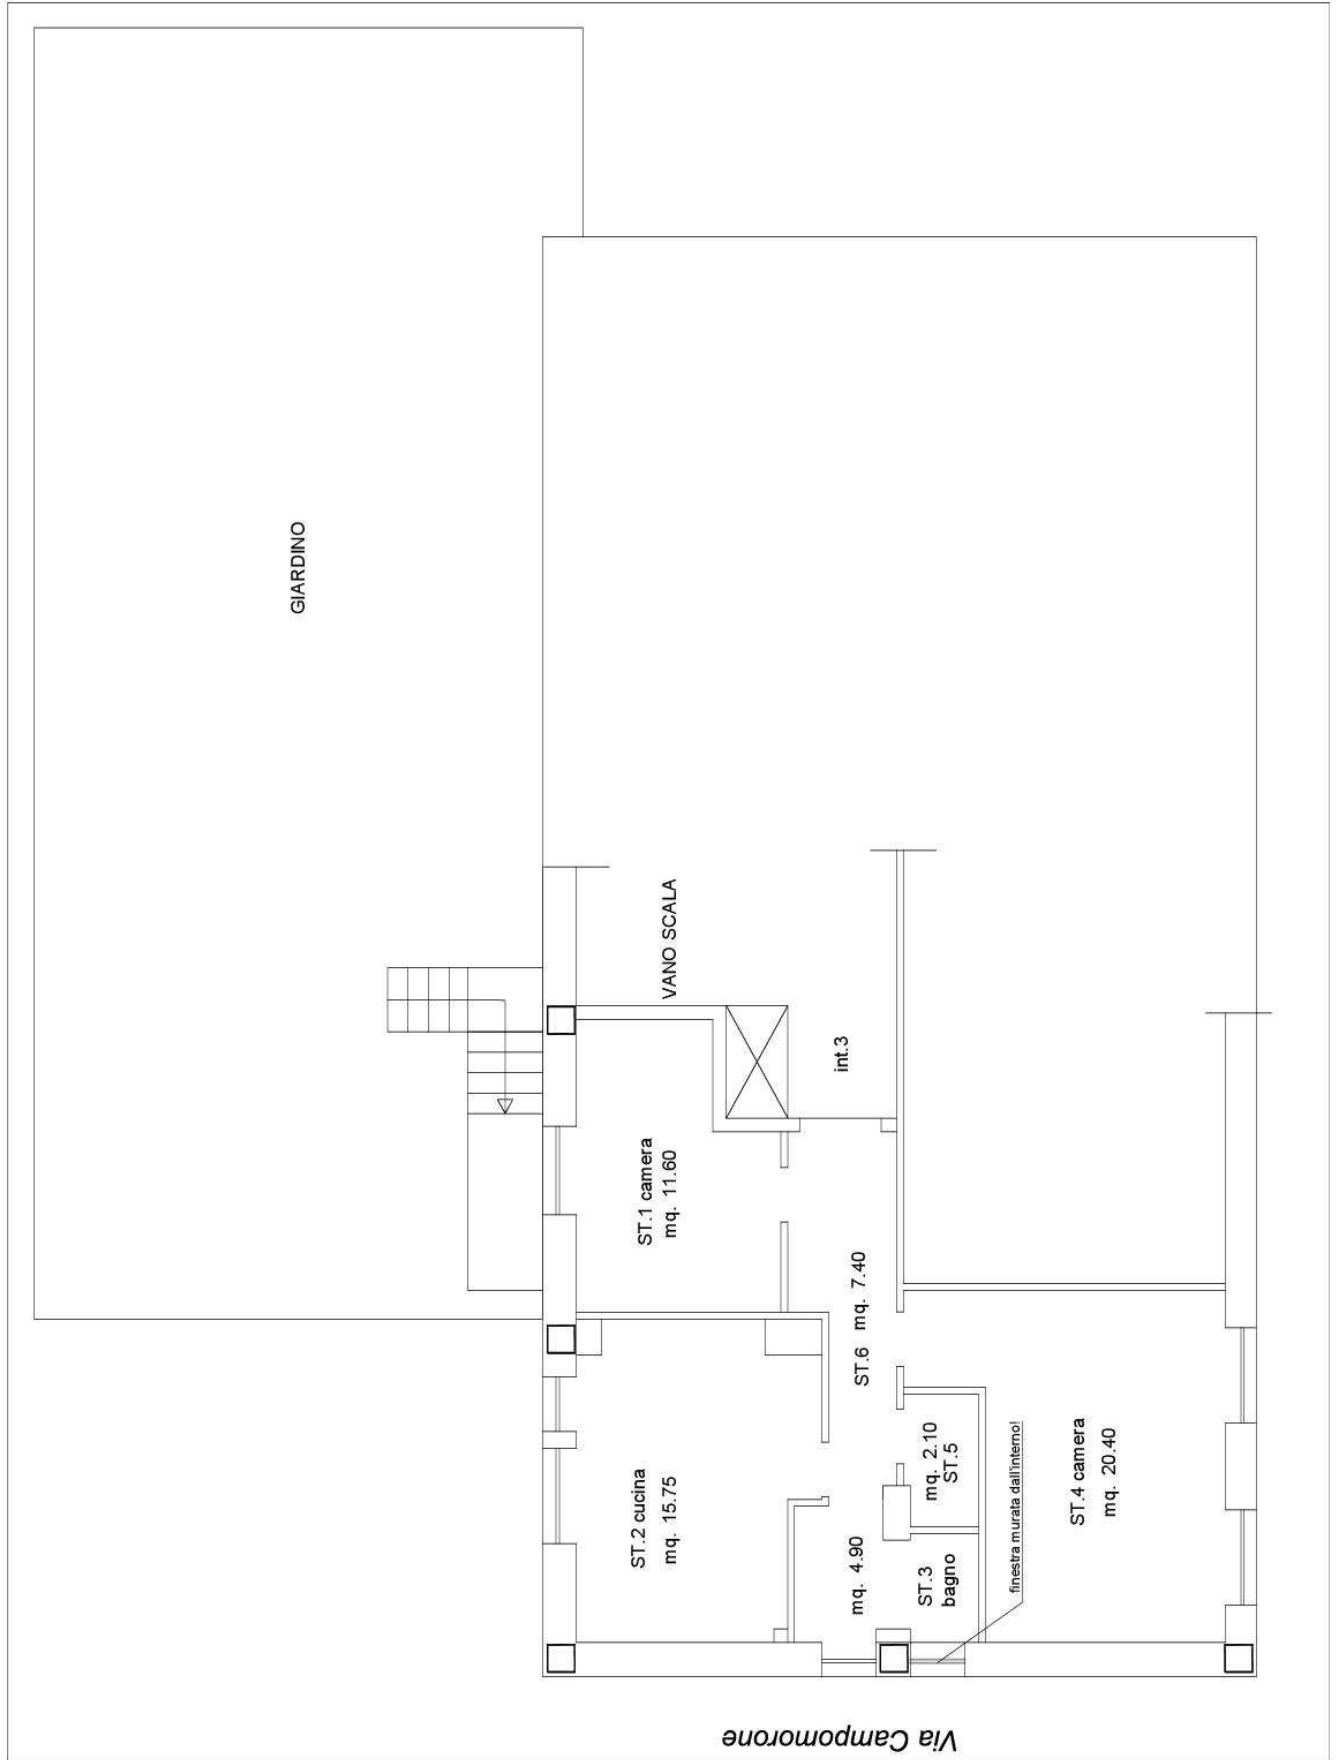 GIARDINO
VANO SCALA
int.3
ST.1 camera
mq. 11.60
ST.6 mq. 7.40
ST.2 cucina
mq. 15.75
mq. 2.10
ST.5
mq. 4.90
ST.3
bagno
finestra murata dall'interno!
ST.4 camera
mq. 20.40
Via Campomorone